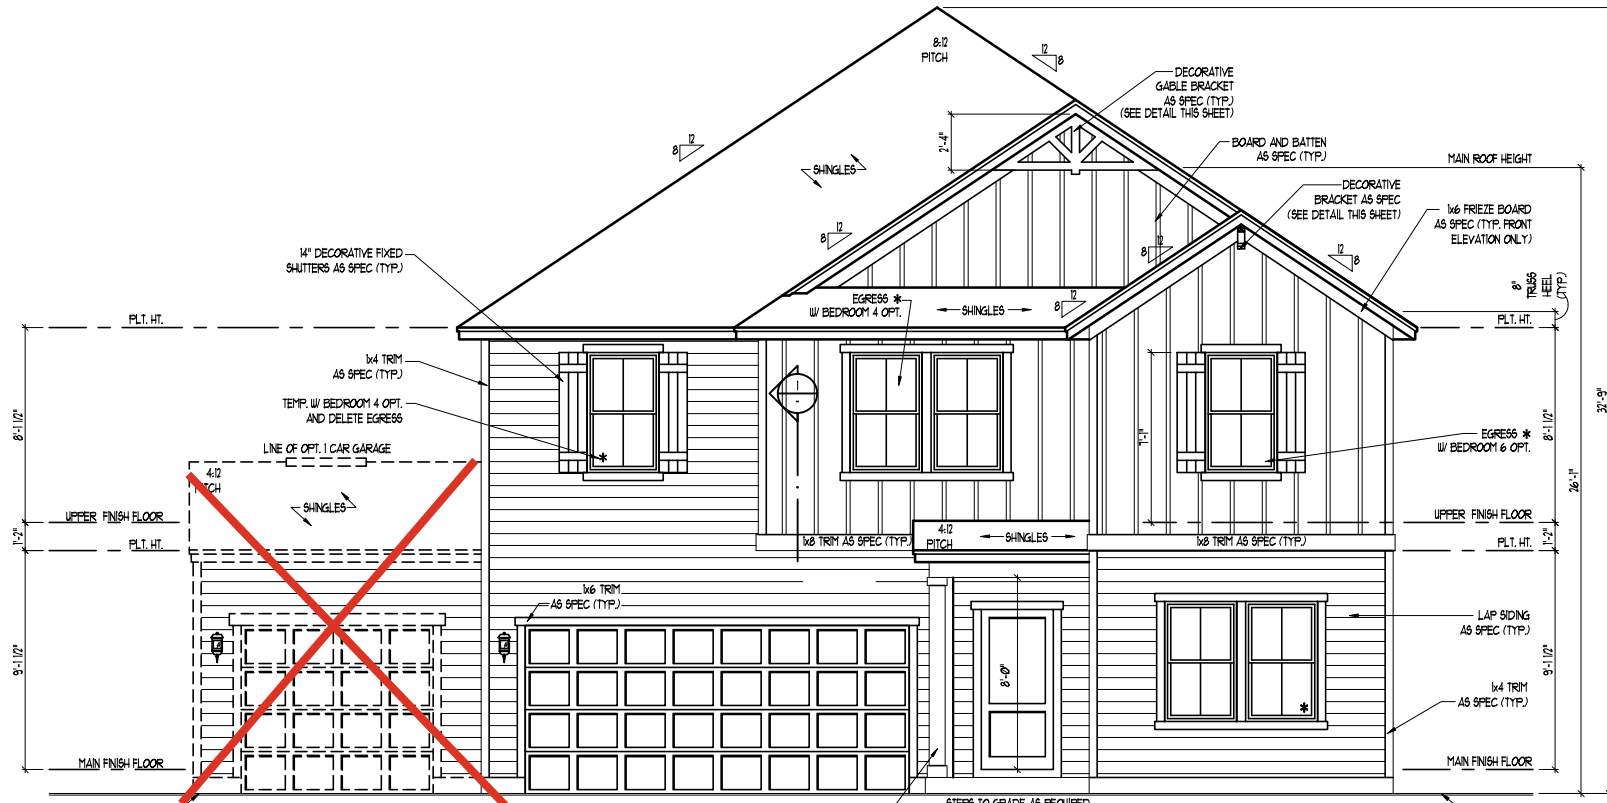 8:12
PITCH
12
8
DECORATIVE
GABLE BRACKET
AS SPEC (TYP.)
(SEE DETAIL THIS SHEET)
2'-4"
12
8
BOARD AND BATTEN
AS SPEC (TYP.)
MAIN ROOF HEIGHT
SHINGLES
DECORATIVE
BRACKET AS SPEC
(SEE DETAIL THIS SHEET)
1x6 FRIEZE BOARD
AS SPEC (TYP. FRONT
ELEVATION ONLY)
12
8
12
8
12
8
14" DECORATIVE FIXED
SHUTTERS AS SPEC (TYP.)
8"
TRUSS
HEEL
(TYP.)
EGRESS *
W/ BEDROOM 4 OPT.
SHINGLES
12
8
PLT. HT.
PLT. HT.
1x4 TRIM
AS SPEC (TYP.)
TEMP. W/ BEDROOM 4 OPT.
AND DELETE EGRESS
*
8'-1 1/2"
7'-1"
8'-1 1/2"
32'-9"
26'-1"
EGRESS *
W/ BEDROOM 6 OPT.
LINE OF OPT. 1 CAR GARAGE
4:12
PITCH
SHINGLES
UPPER FINISH FLOOR
UPPER FINISH FLOOR
1'-2"
1'-2"
PLT. HT.
PLT. HT.
1x8 TRIM AS SPEC (TYP.)
4:12
PITCH
SHINGLES
1x8 TRIM AS SPEC (TYP.)
1x6 TRIM
AS SPEC (TYP.)
LAP SIDING
AS SPEC (TYP.)
9'-1 1/2"
8'-0"
9'-1 1/2"
1x4 TRIM
AS SPEC (TYP.)
*
MAIN FINISH FLOOR
MAIN FINISH FLOOR
STEPS TO GRADE AS REQUIRED